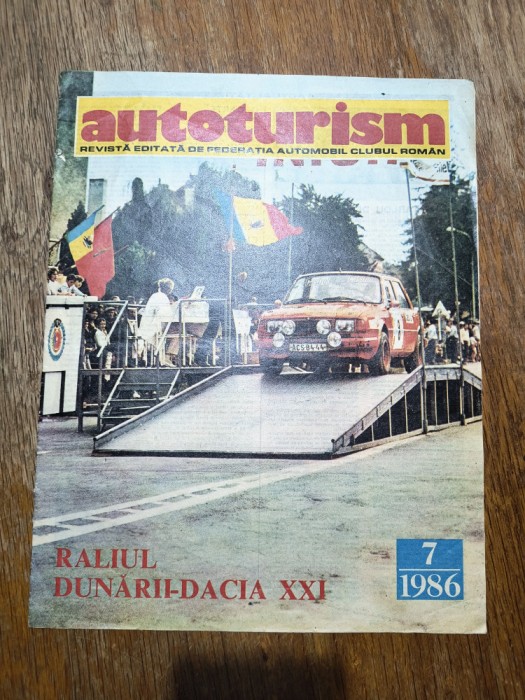 autoturism
REVISTĂ EDITATĂ DE FEDERAȚIA AUTOMOBIL CLUBUL ROMÂN
RALIUL
DUNĂRII-DACIA XXI
7
1986